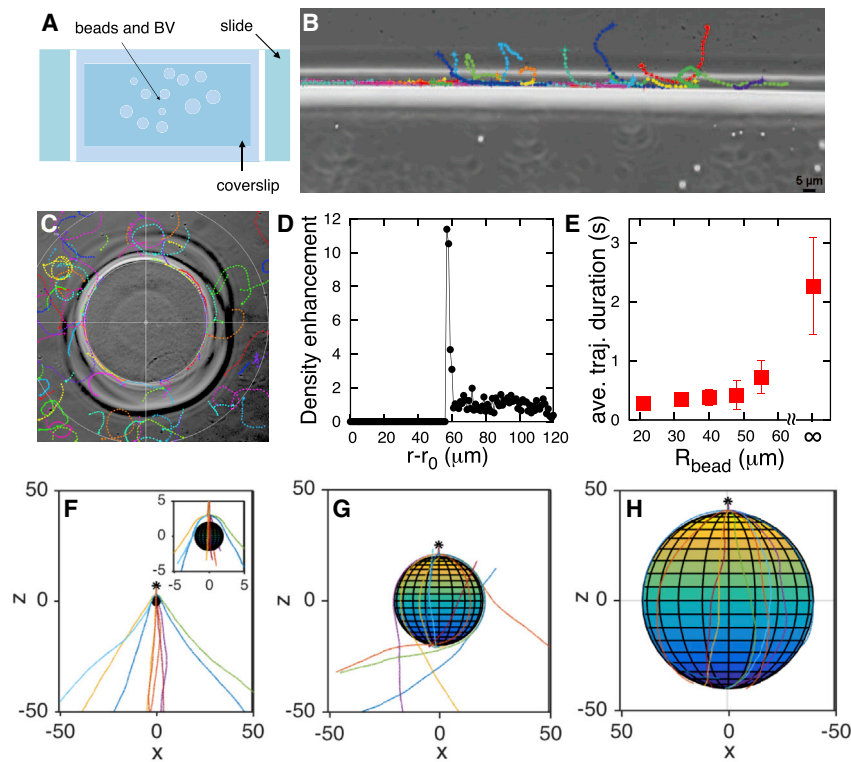 A
beads and BV
slide
coverslip
B
5 µm
C
D
Density enhancement
12
10
8
6
4
2
0
0 20 40 60 80 100 120
r-r0 (µm)
E
ave. traj. duration (s)
3
2
1
0
20 30 40 50 60 ∞
Rbead (µm)
F
50
0
-50
z
-50 0 50
x
5
0
-5
-5 0 5
G
50
0
-50
z
-50 0 50
x
H
50
0
-50
z
-50 0 50
x